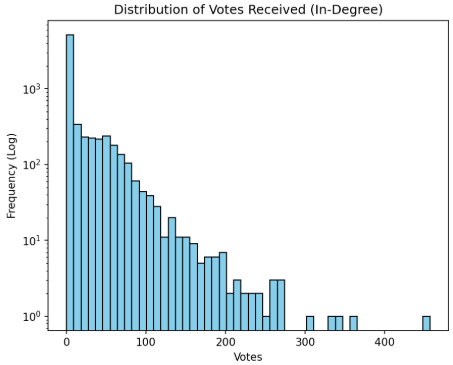 Distribution of Votes Received (In-Degree)
Frequency (Log)
10³
10²
10¹
10⁰
0 100 200 300 400
Votes